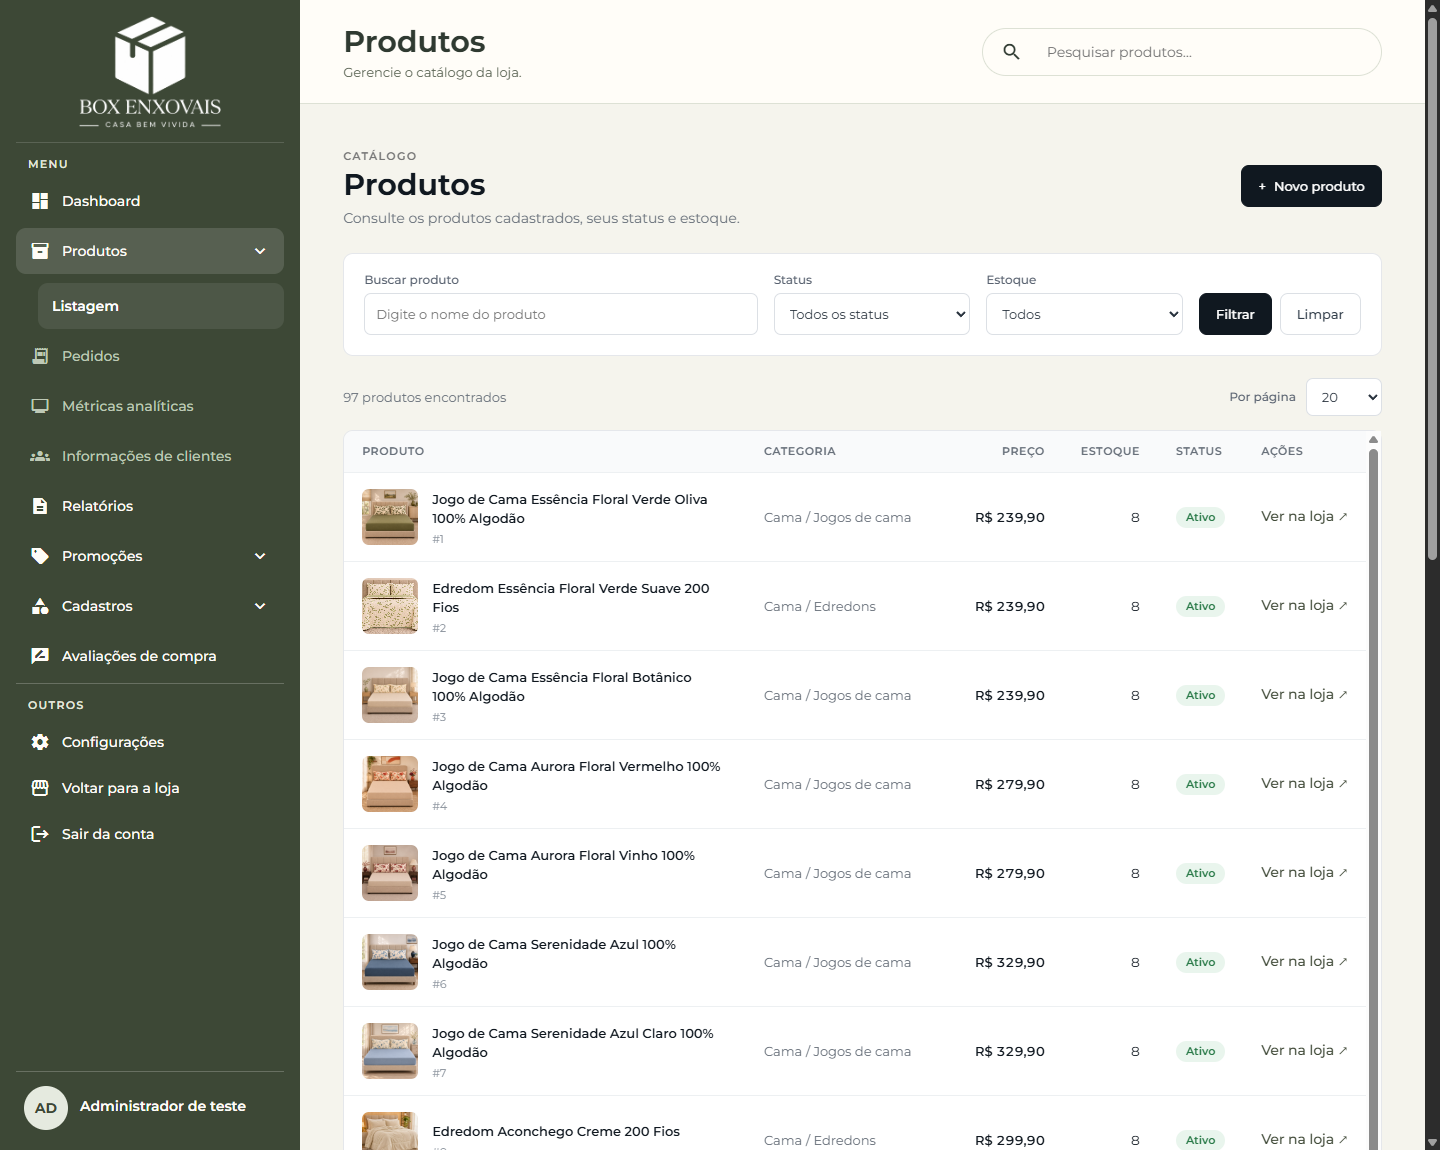 BOX ENXOVAIS
CASA BEM VIVIDA
MENU
Dashboard
Produtos
Listagem
Pedidos
Métricas analíticas
Informações de clientes
Relatórios
Promoções
Cadastros
Avaliações de compra
OUTROS
Configurações
Voltar para a loja
Sair da conta
AD
Administrador de teste
Produtos
Gerencie o catálogo da loja.
Pesquisar produtos...
CATÁLOGO
Produtos
Consulte os produtos cadastrados, seus status e estoque.
+ Novo produto
Buscar produto
Digite o nome do produto
Status
Todos os status
Estoque
Todos
Filtrar
Limpar
97 produtos encontrados
Por página
20
PRODUTO CATEGORIA PREÇO ESTOQUE STATUS AÇÕES
Jogo de Cama Essência Floral Verde Oliva
100% Algodão
#1
Cama / Jogos de cama R$ 239,90 8 Ativo Ver na loja ↗
Edredom Essência Floral Verde Suave 200
Fios
#2
Cama / Edredons R$ 239,90 8 Ativo Ver na loja ↗
Jogo de Cama Essência Floral Botânico
100% Algodão
#3
Cama / Jogos de cama R$ 239,90 8 Ativo Ver na loja ↗
Jogo de Cama Aurora Floral Vermelho 100%
Algodão
#4
Cama / Jogos de cama R$ 279,90 8 Ativo Ver na loja ↗
Jogo de Cama Aurora Floral Vinho 100%
Algodão
#5
Cama / Jogos de cama R$ 279,90 8 Ativo Ver na loja ↗
Jogo de Cama Serenidade Azul 100%
Algodão
#6
Cama / Jogos de cama R$ 329,90 8 Ativo Ver na loja ↗
Jogo de Cama Serenidade Azul Claro 100%
Algodão
#7
Cama / Jogos de cama R$ 329,90 8 Ativo Ver na loja ↗
Edredom Aconchego Creme 200 Fios
Cama / Edredons R$ 299,90 8 Ativo Ver na loja ↗